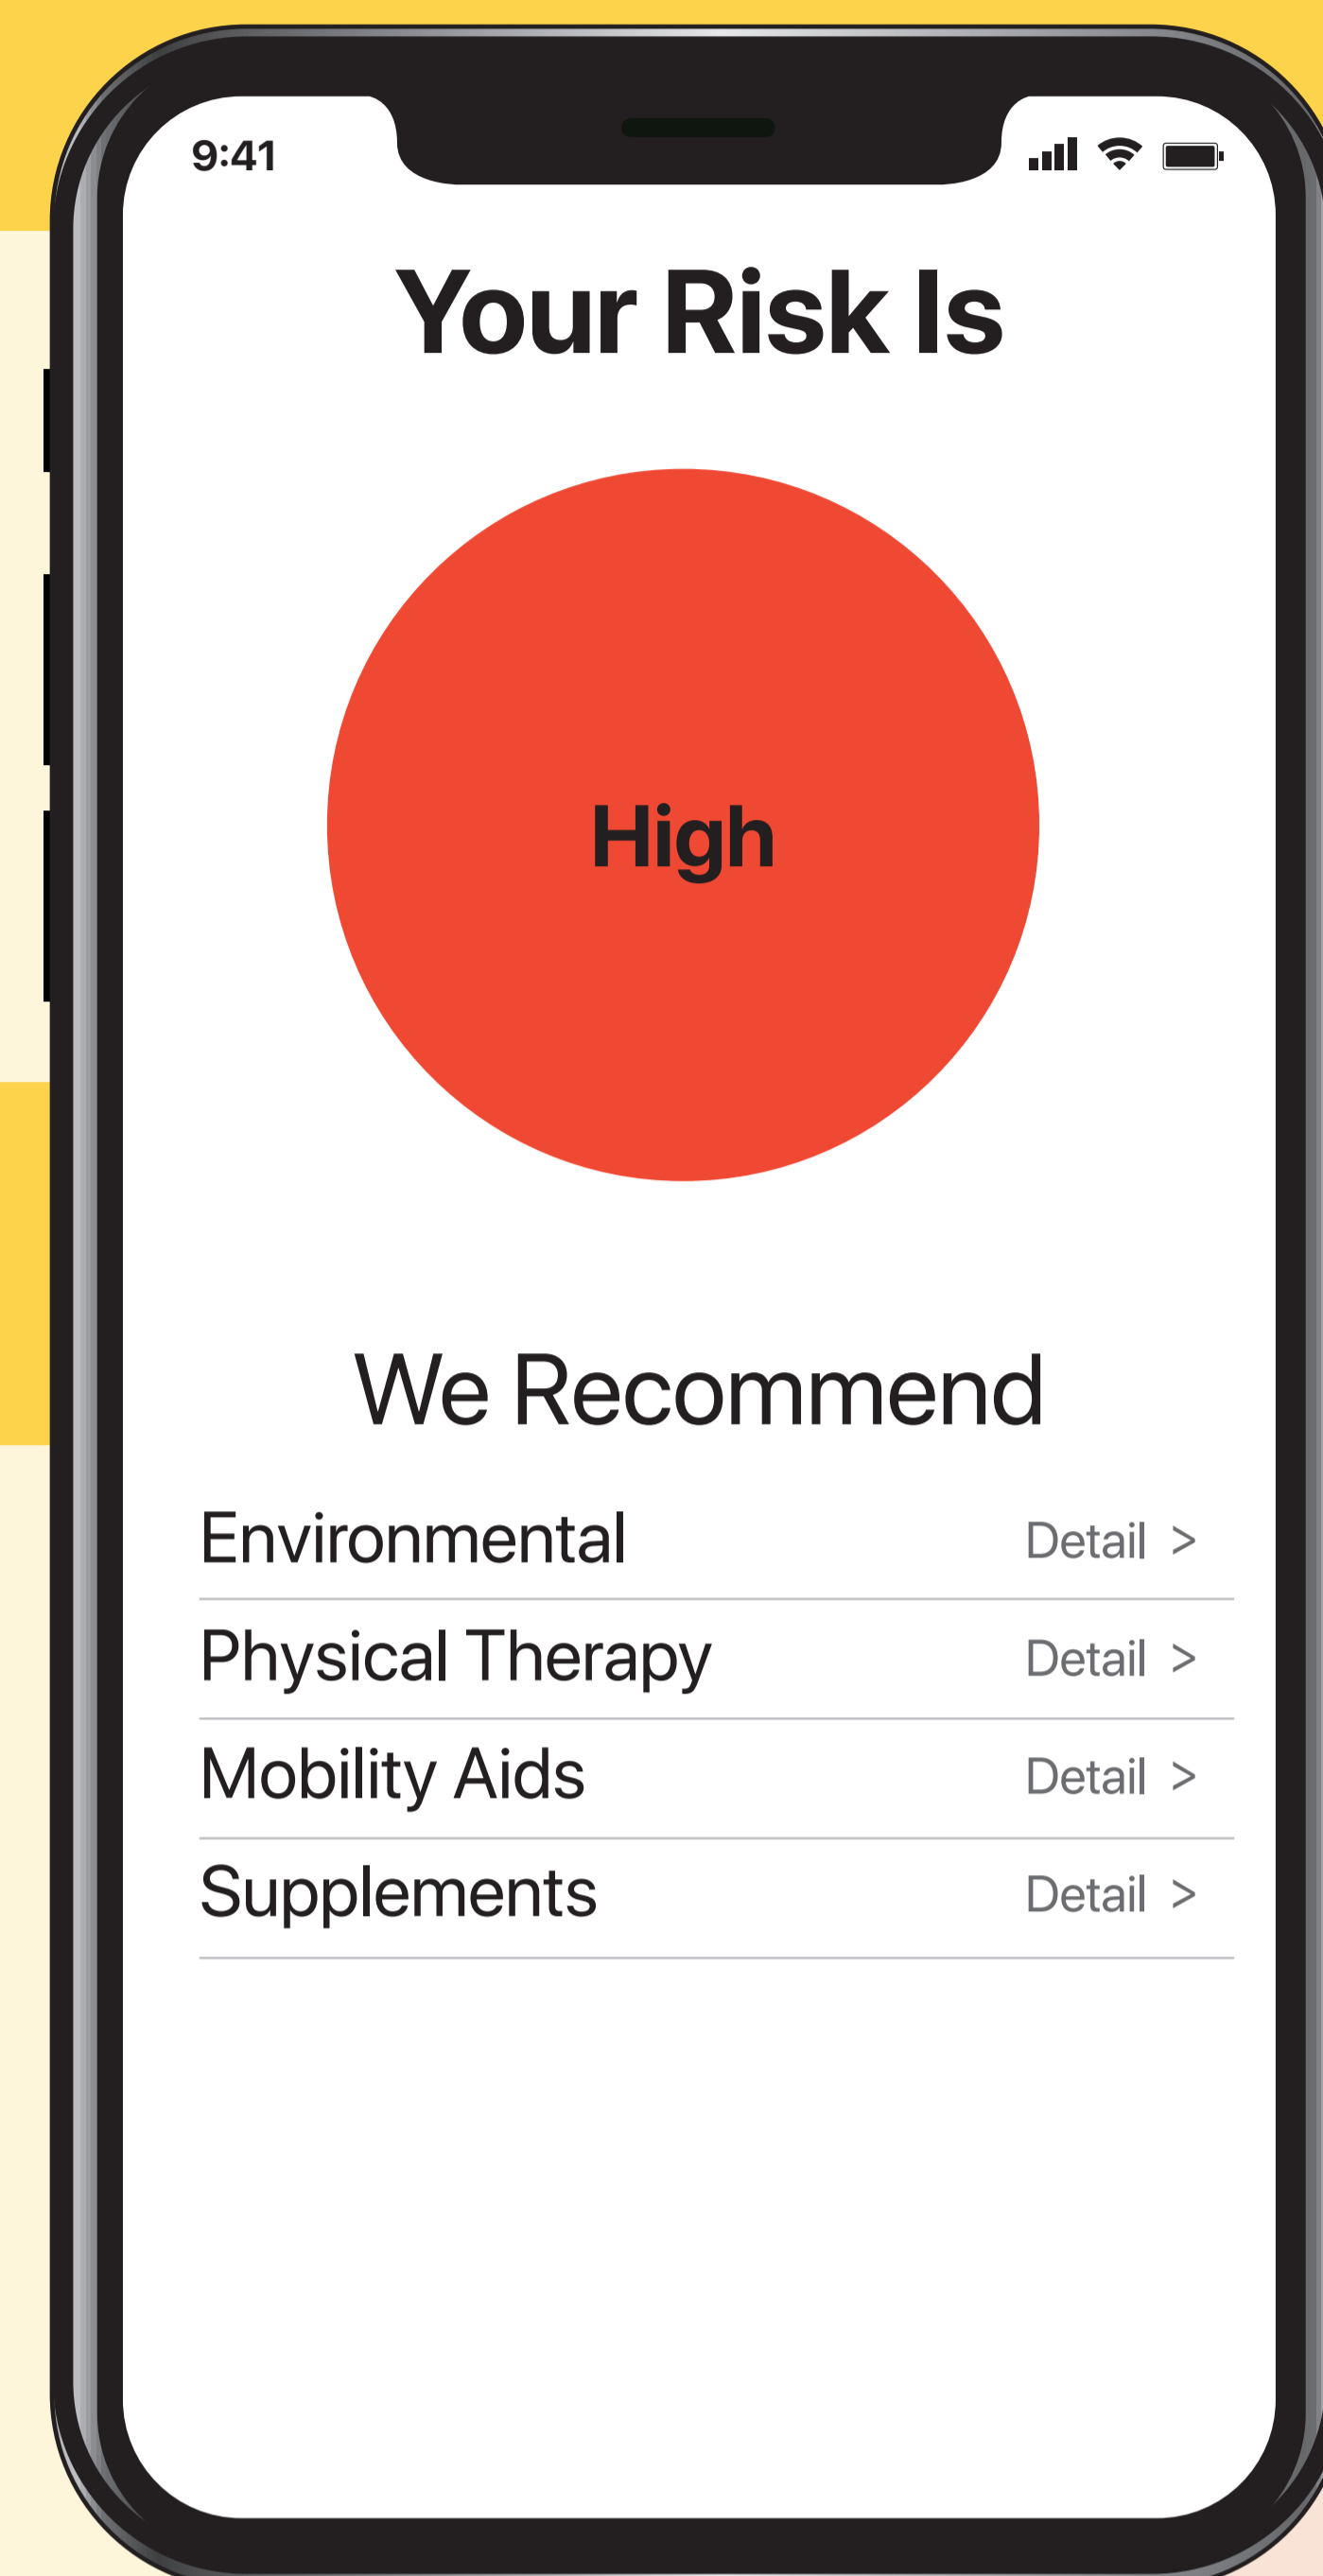 9:41
Your Risk Is
High
We Recommend
Environmental Detail >
Physical Therapy Detail >
Mobility Aids Detail >
Supplements Detail >